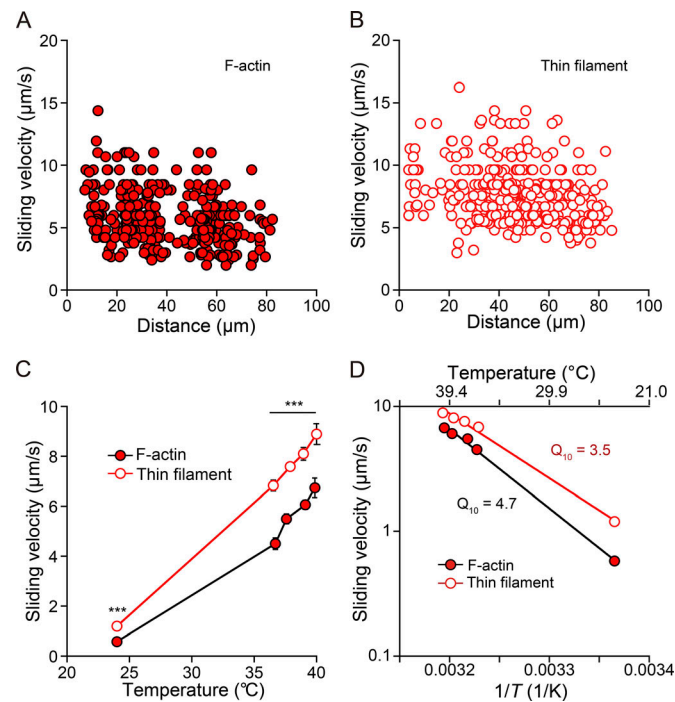 A
F-actin
Sliding velocity (μm/s)
20
15
10
5
0
0 20 40 60 80 100
Distance (μm)
B
Thin filament
Sliding velocity (μm/s)
20
15
10
5
0
0 20 40 60 80 100
Distance (μm)
C
***
F-actin
Thin filament
***
Sliding velocity (μm/s)
10
8
6
4
2
0
20 25 30 35 40
Temperature (℃)
D
Temperature (°C)
39.4 29.9 21.0
Q10 = 3.5
Q10 = 4.7
F-actin
Thin filament
Sliding velocity (μm/s)
10
1
0.1
0.0032 0.0033 0.0034
1/T (1/K)